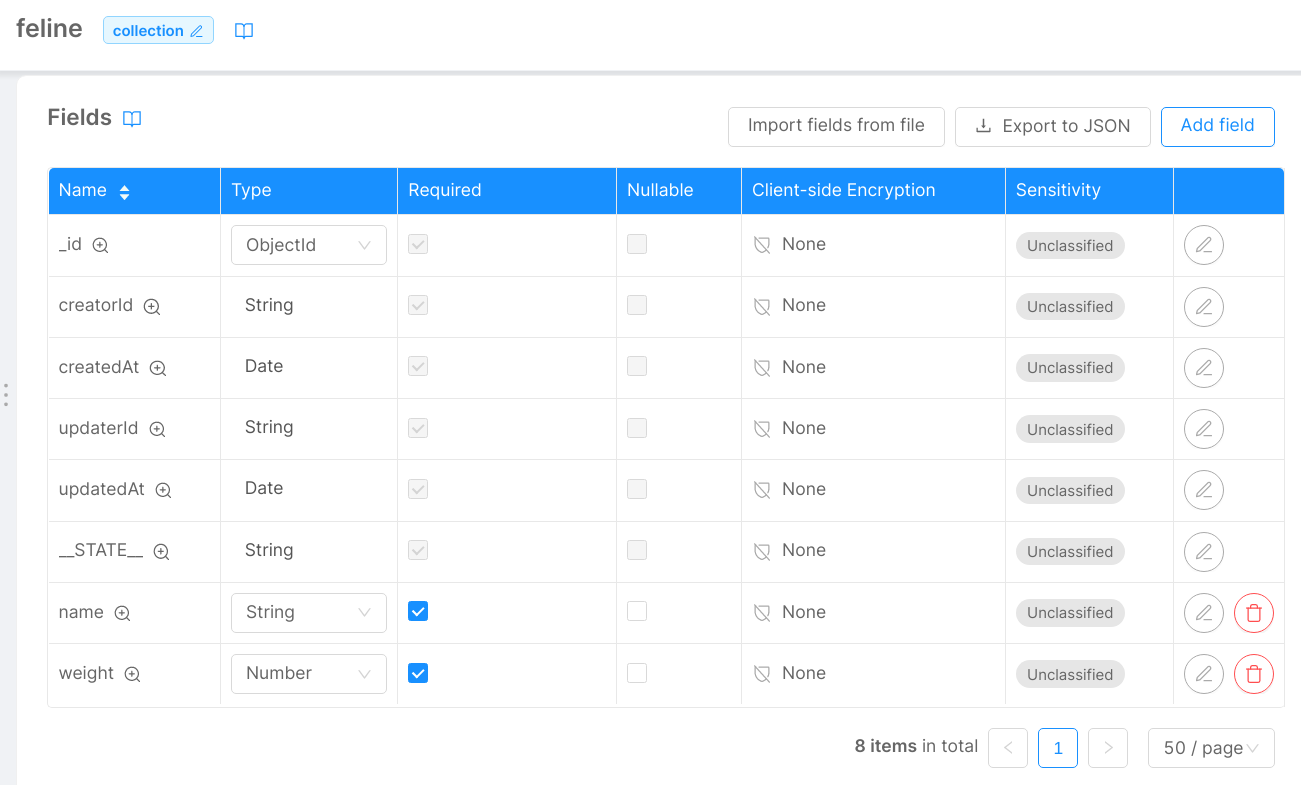 feline collection
Fields Import fields from file Export to JSON Add field
Name Type Required Nullable Client-side Encryption Sensitivity
_id ObjectId None Unclassified
creatorId String None Unclassified
createdAt Date None Unclassified
updaterId String None Unclassified
updatedAt Date None Unclassified
__STATE__ String None Unclassified
name String None Unclassified
weight Number None Unclassified
8 items in total < 1 > 50 / page